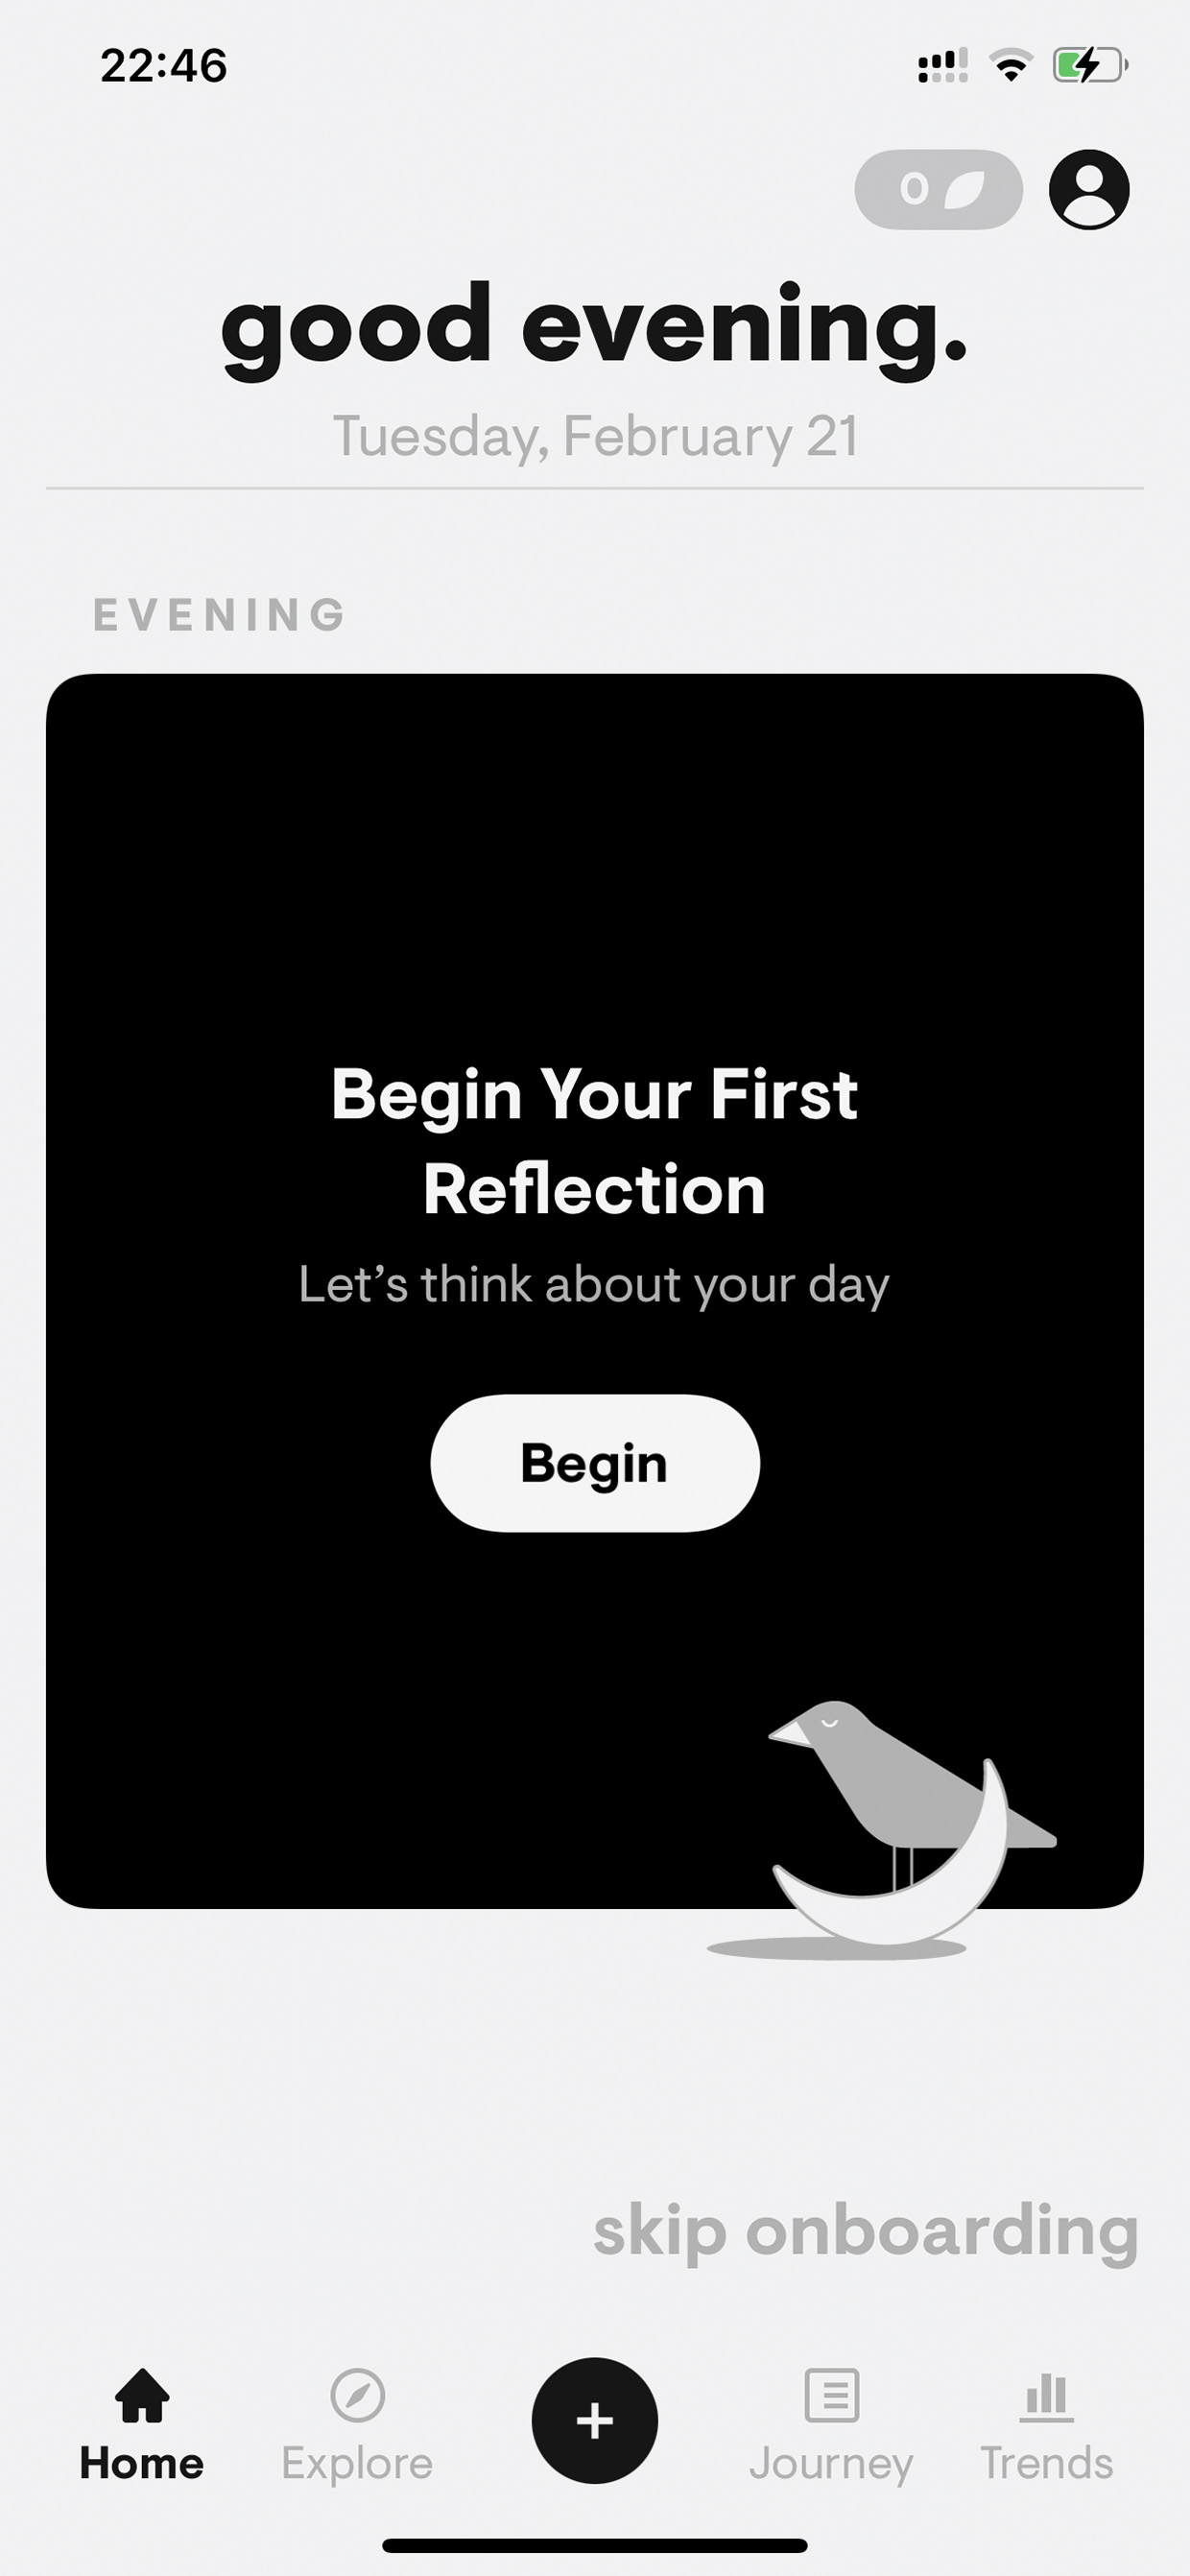 22:46
0
good evening.
Tuesday, February 21
EVENING
Begin Your First
Reflection
Let’s think about your day
Begin
skip onboarding
Home
Explore
+
Journey
Trends